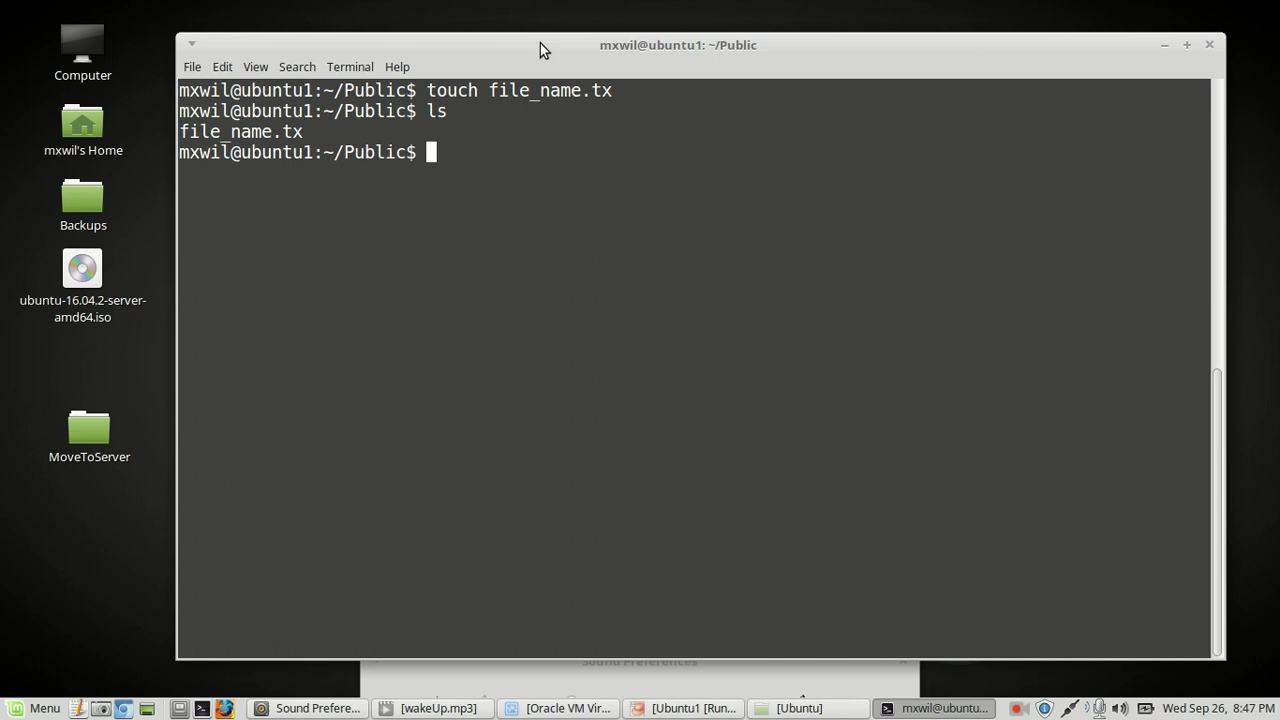 mxwil@ubuntu1: ~/Public
File Edit View Search Terminal Help
mxwil@ubuntu1:~/Public$ touch file_name.tx
mxwil@ubuntu1:~/Public$ ls
file_name.tx
mxwil@ubuntu1:~/Public$
Computer
mxwil's Home
Backups
ubuntu-16.04.2-server-
amd64.iso
MoveToServer
Sound Preferences
Menu Sound Prefere... [wakeUp.mp3] [Oracle VM Vir... [Ubuntu1 [Run... [Ubuntu] mxwil@ubuntu... Wed Sep 26, 8:47 PM